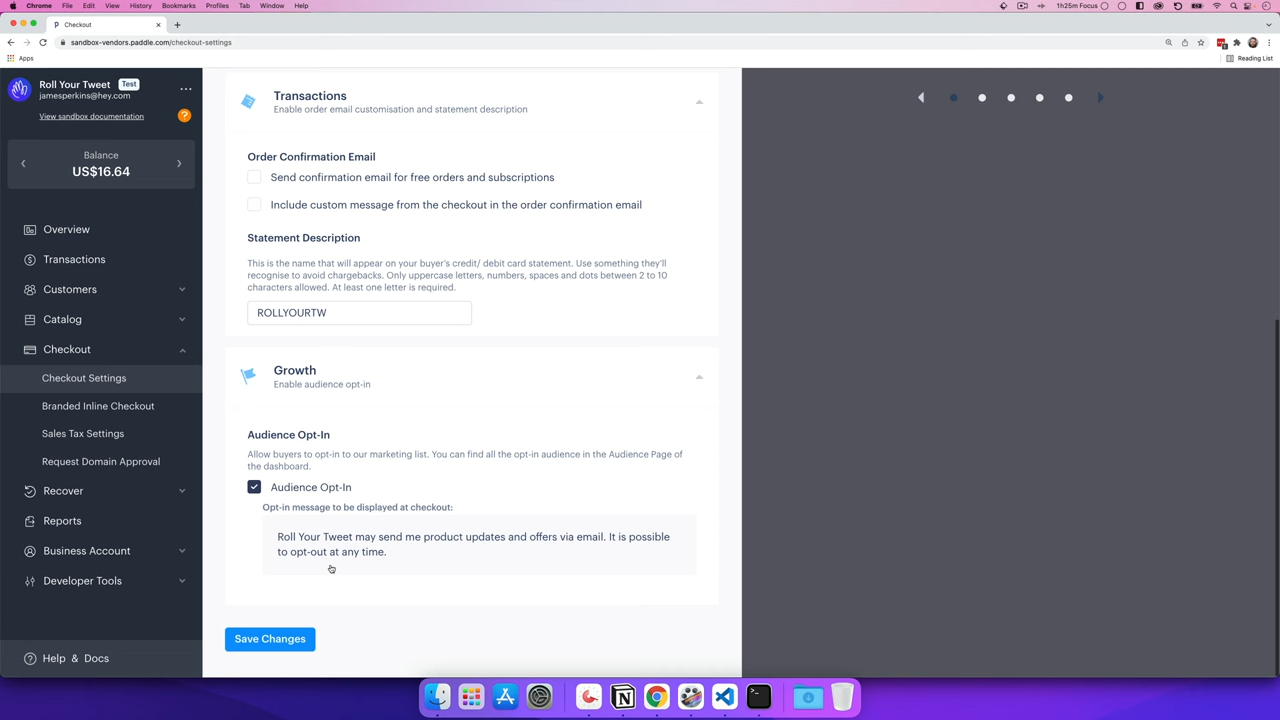 Chrome File Edit View History Bookmarks Profiles Tab Window Help
1h25m Focus
Checkout
sandbox-vendors.paddle.com/checkout-settings
Apps
Reading List
Roll Your Tweet Test
jamesperkins@hey.com
View sandbox documentation
Balance
US$16.64
Overview
Transactions
Customers
Catalog
Checkout
Checkout Settings
Branded Inline Checkout
Sales Tax Settings
Request Domain Approval
Recover
Reports
Business Account
Developer Tools
Help & Docs
Transactions
Enable order email customisation and statement description
Order Confirmation Email
Send confirmation email for free orders and subscriptions
Include custom message from the checkout in the order confirmation email
Statement Description
This is the name that will appear on your buyer's credit/ debit card statement. Use something they'll
recognise to avoid chargebacks. Only uppercase letters, numbers, spaces and dots between 2 to 10
characters allowed. At least one letter is required.
ROLLYOURTW
Growth
Enable audience opt-in
Audience Opt-In
Allow buyers to opt-in to our marketing list. You can find all the opt-in audience in the Audience Page of
the dashboard.
Audience Opt-In
Opt-in message to be displayed at checkout:
Roll Your Tweet may send me product updates and offers via email. It is possible
to opt-out at any time.
Save Changes